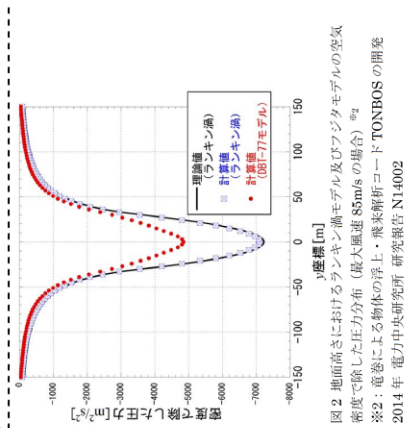 密度で除した圧力[m²/s²]
0
-1000
-2000
-3000
-4000
-5000
-6000
-7000
-8000
-150
-100
-50
0
50
100
150
y座標[m]
理論値
(ランキン渦)
計算値
(ランキン渦)
計算値
(DBT-77モデル)
図2 地面高さにおけるランキン渦モデル及びフジタモデルの空気
密度で除した圧力分布（最大風速 85m/s の場合）※2
※2：竜巻による物体の浮上・飛来解析コード TONBOS の開発
2014 年 電力中央研究所 研究報告 N14002